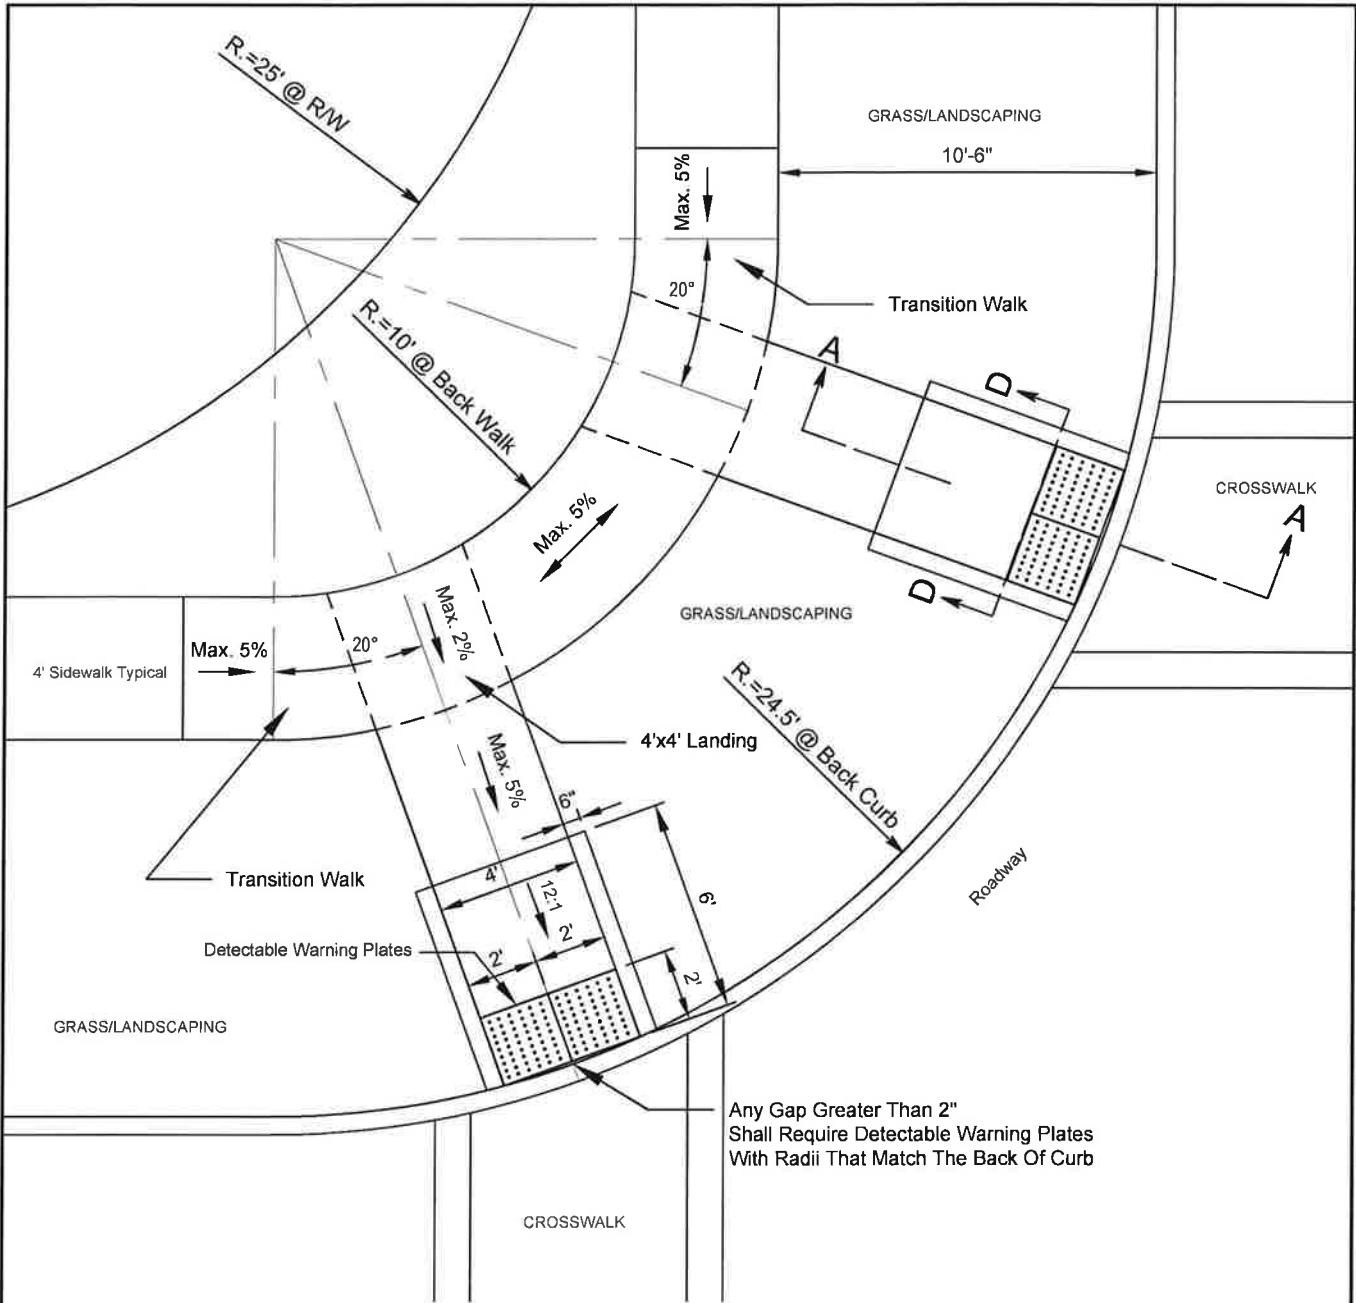 R.=25' @ R/W
GRASS/LANDSCAPING
10'-6"
Max. 5%
20°
Transition Walk
R.=10' @ Back Walk
A
D
CROSSWALK
A
Max. 5%
D
GRASS/LANDSCAPING
Max. 2%
20°
Max. 5%
4' Sidewalk Typical
R.=24.5' @ Back Curb
4'x4' Landing
Max. 5%
6"
Transition Walk
4'
12:1
6'
Roadway
Detectable Warning Plates
2'
2'
2'
GRASS/LANDSCAPING
Any Gap Greater Than 2"
Shall Require Detectable Warning Plates
With Radii That Match The Back Of Curb
CROSSWALK